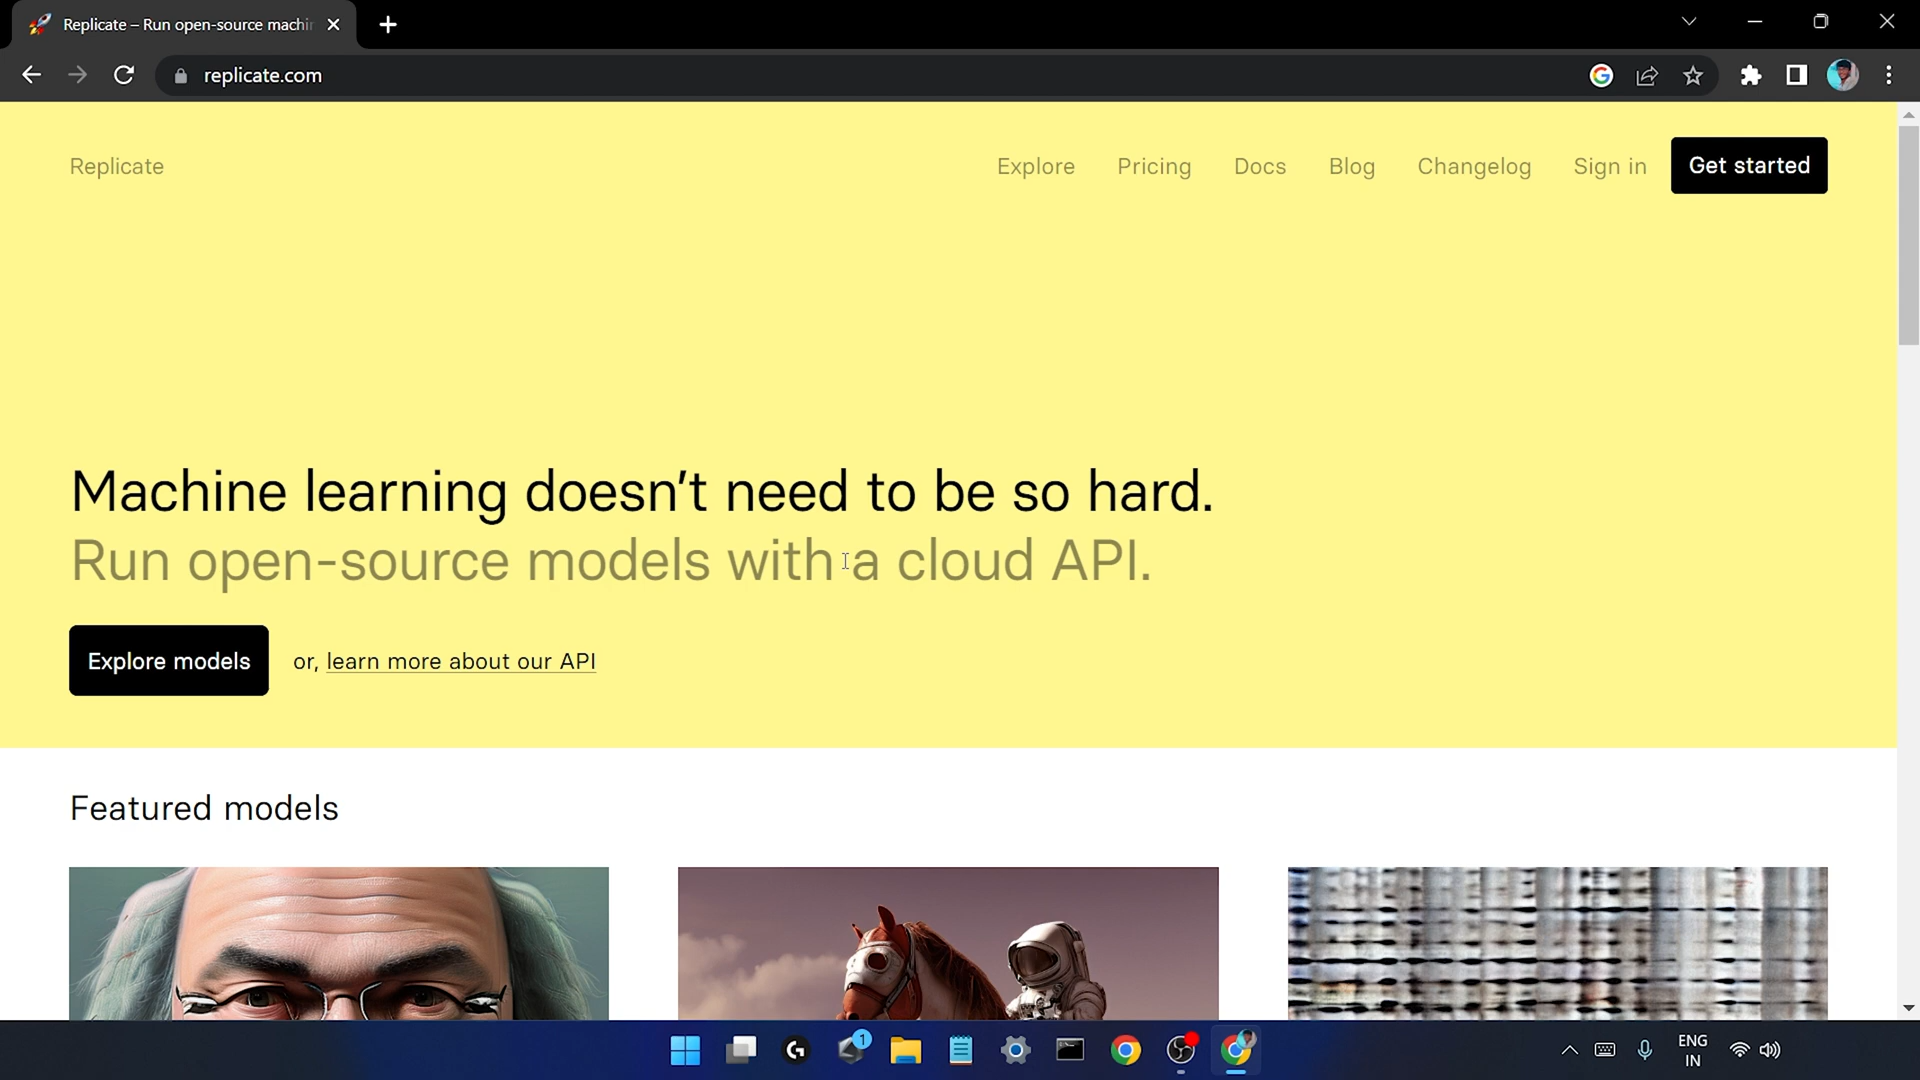 Replicate – Run open-source machi
replicate.com
Replicate
Explore
Pricing
Docs
Blog
Changelog
Sign in
Get started
Machine learning doesn’t need to be so hard.
Run open-source models with a cloud API.
Explore models
or, learn more about our API
Featured models
1
ENG
IN